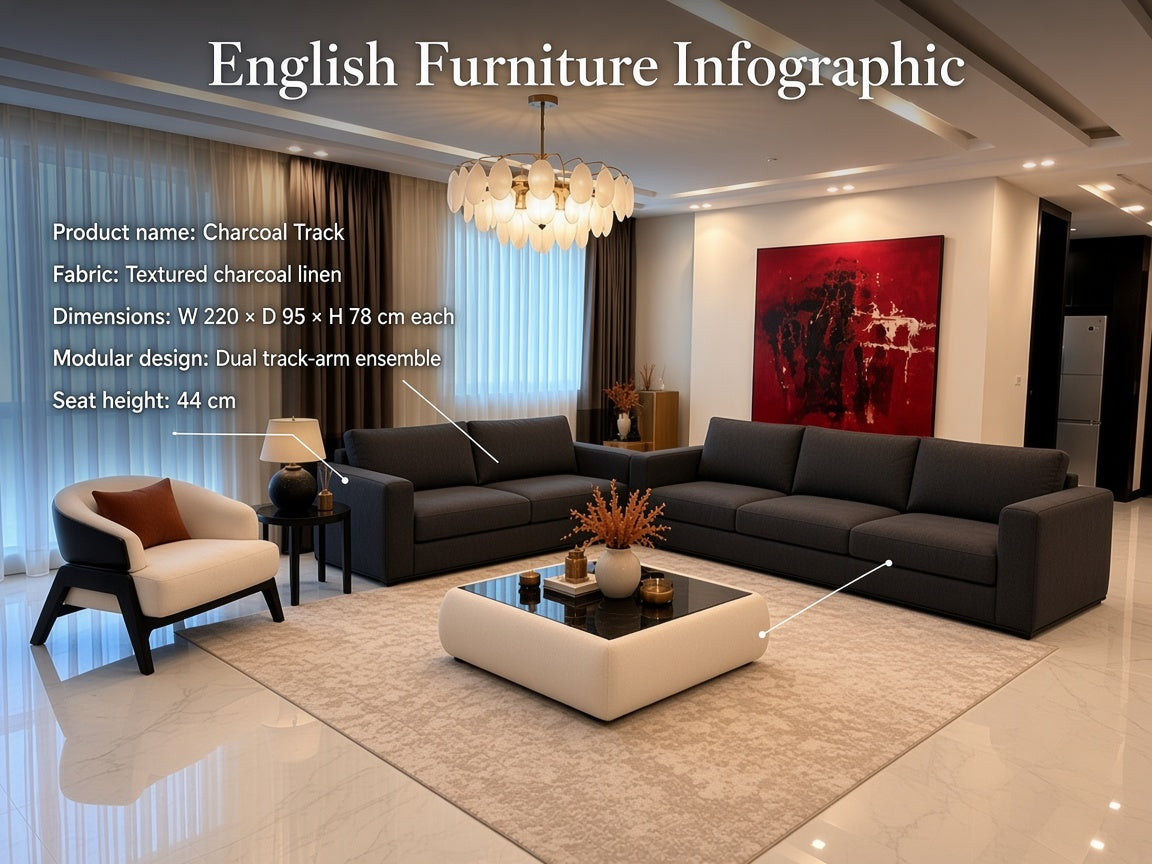 English Furniture Infographic
Product name: Charcoal Track
Fabric: Textured charcoal linen
Dimensions: W 220 × D 95 × H 78 cm each
Modular design: Dual track-arm ensemble
Seat height: 44 cm